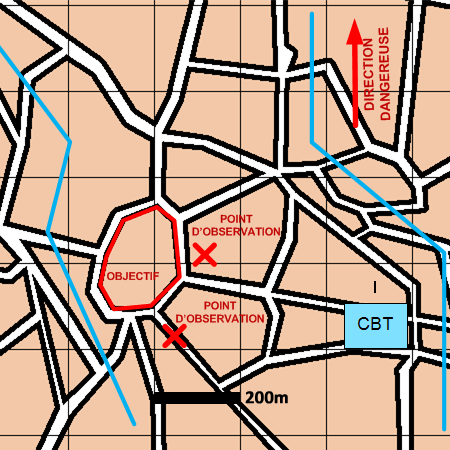 DIRECTION
DANGEREUSE
POINT
D'OBSERVATION
OBJECTIF
POINT
D'OBSERVATION
I
CBT
200m